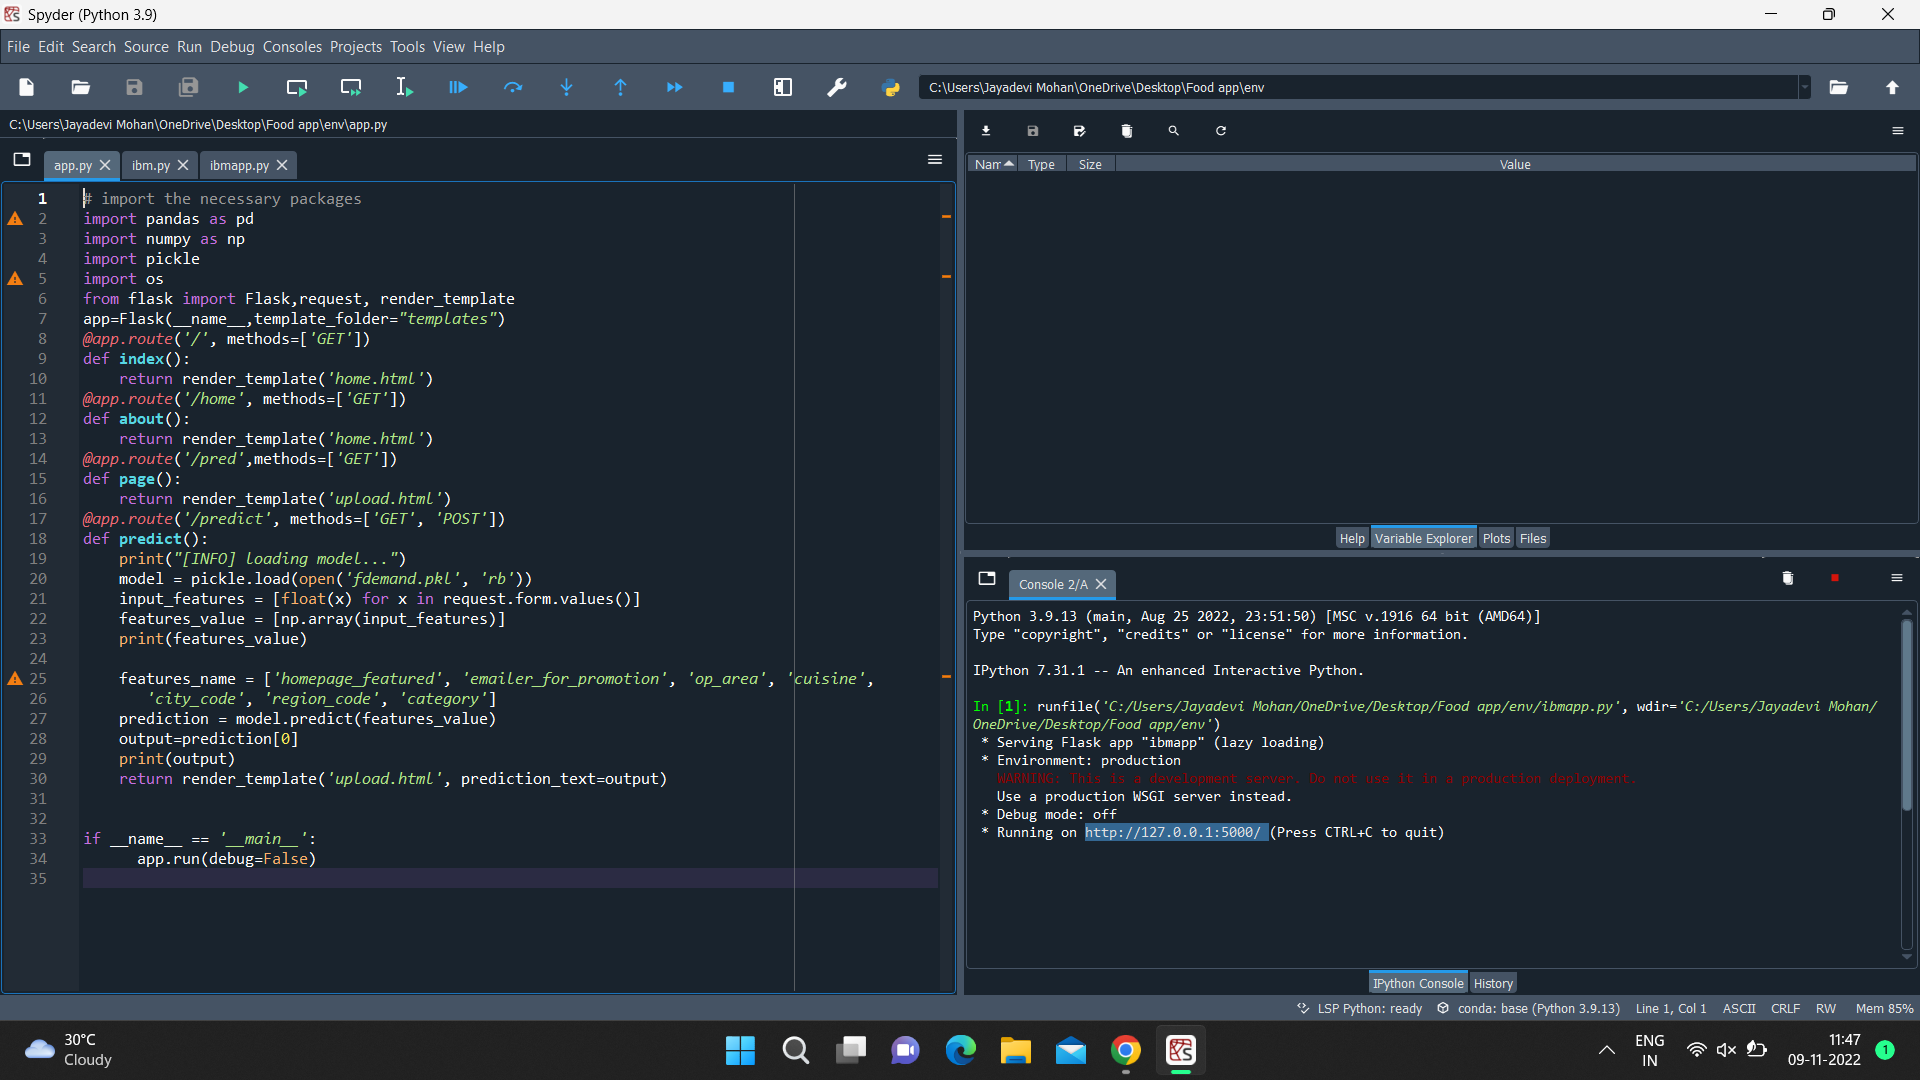 Spyder (Python 3.9)
File Edit Search Source Run Debug Consoles Projects Tools View Help
C:\Users\Jayadevi Mohan\OneDrive\Desktop\Food app\env
C:\Users\Jayadevi Mohan\OneDrive\Desktop\Food app\env\app.py
app.py ibm.py ibmapp.py
1 # import the necessary packages
2 import pandas as pd
3 import numpy as np
4 import pickle
5 import os
6 from flask import Flask,request, render_template
7 app=Flask(__name__,template_folder="templates")
8 @app.route('/', methods=['GET'])
9 def index():
10 return render_template('home.html')
11 @app.route('/home', methods=['GET'])
12 def about():
13 return render_template('home.html')
14 @app.route('/pred',methods=['GET'])
15 def page():
16 return render_template('upload.html')
17 @app.route('/predict', methods=['GET', 'POST'])
18 def predict():
19 print("[INFO] loading model...")
20 model = pickle.load(open('fdemand.pkl', 'rb'))
21 input_features = [float(x) for x in request.form.values()]
22 features_value = [np.array(input_features)]
23 print(features_value)
24
25 features_name = ['homepage_featured', 'emailer_for_promotion', 'op_area', 'cuisine',
26 'city_code', 'region_code', 'category']
27 prediction = model.predict(features_value)
28 output=prediction[0]
29 print(output)
30 return render_template('upload.html', prediction_text=output)
31
32
33 if __name__ == '__main__':
34 app.run(debug=False)
35
Nam Type Size Value
Help Variable Explorer Plots Files
Console 2/A
Python 3.9.13 (main, Aug 25 2022, 23:51:50) [MSC v.1916 64 bit (AMD64)]
Type "copyright", "credits" or "license" for more information.
IPython 7.31.1 -- An enhanced Interactive Python.
In [1]: runfile('C:/Users/Jayadevi Mohan/OneDrive/Desktop/Food app/env/ibmapp.py', wdir='C:/Users/Jayadevi Mohan/
OneDrive/Desktop/Food app/env')
* Serving Flask app "ibmapp" (lazy loading)
* Environment: production
WARNING: This is a development server. Do not use it in a production deployment.
Use a production WSGI server instead.
* Debug mode: off
* Running on http://127.0.0.1:5000/ (Press CTRL+C to quit)
IPython Console History
LSP Python: ready conda: base (Python 3.9.13) Line 1, Col 1 ASCII CRLF RW Mem 85%
30°C
Cloudy
ENG
IN
11:47
09-11-2022
1